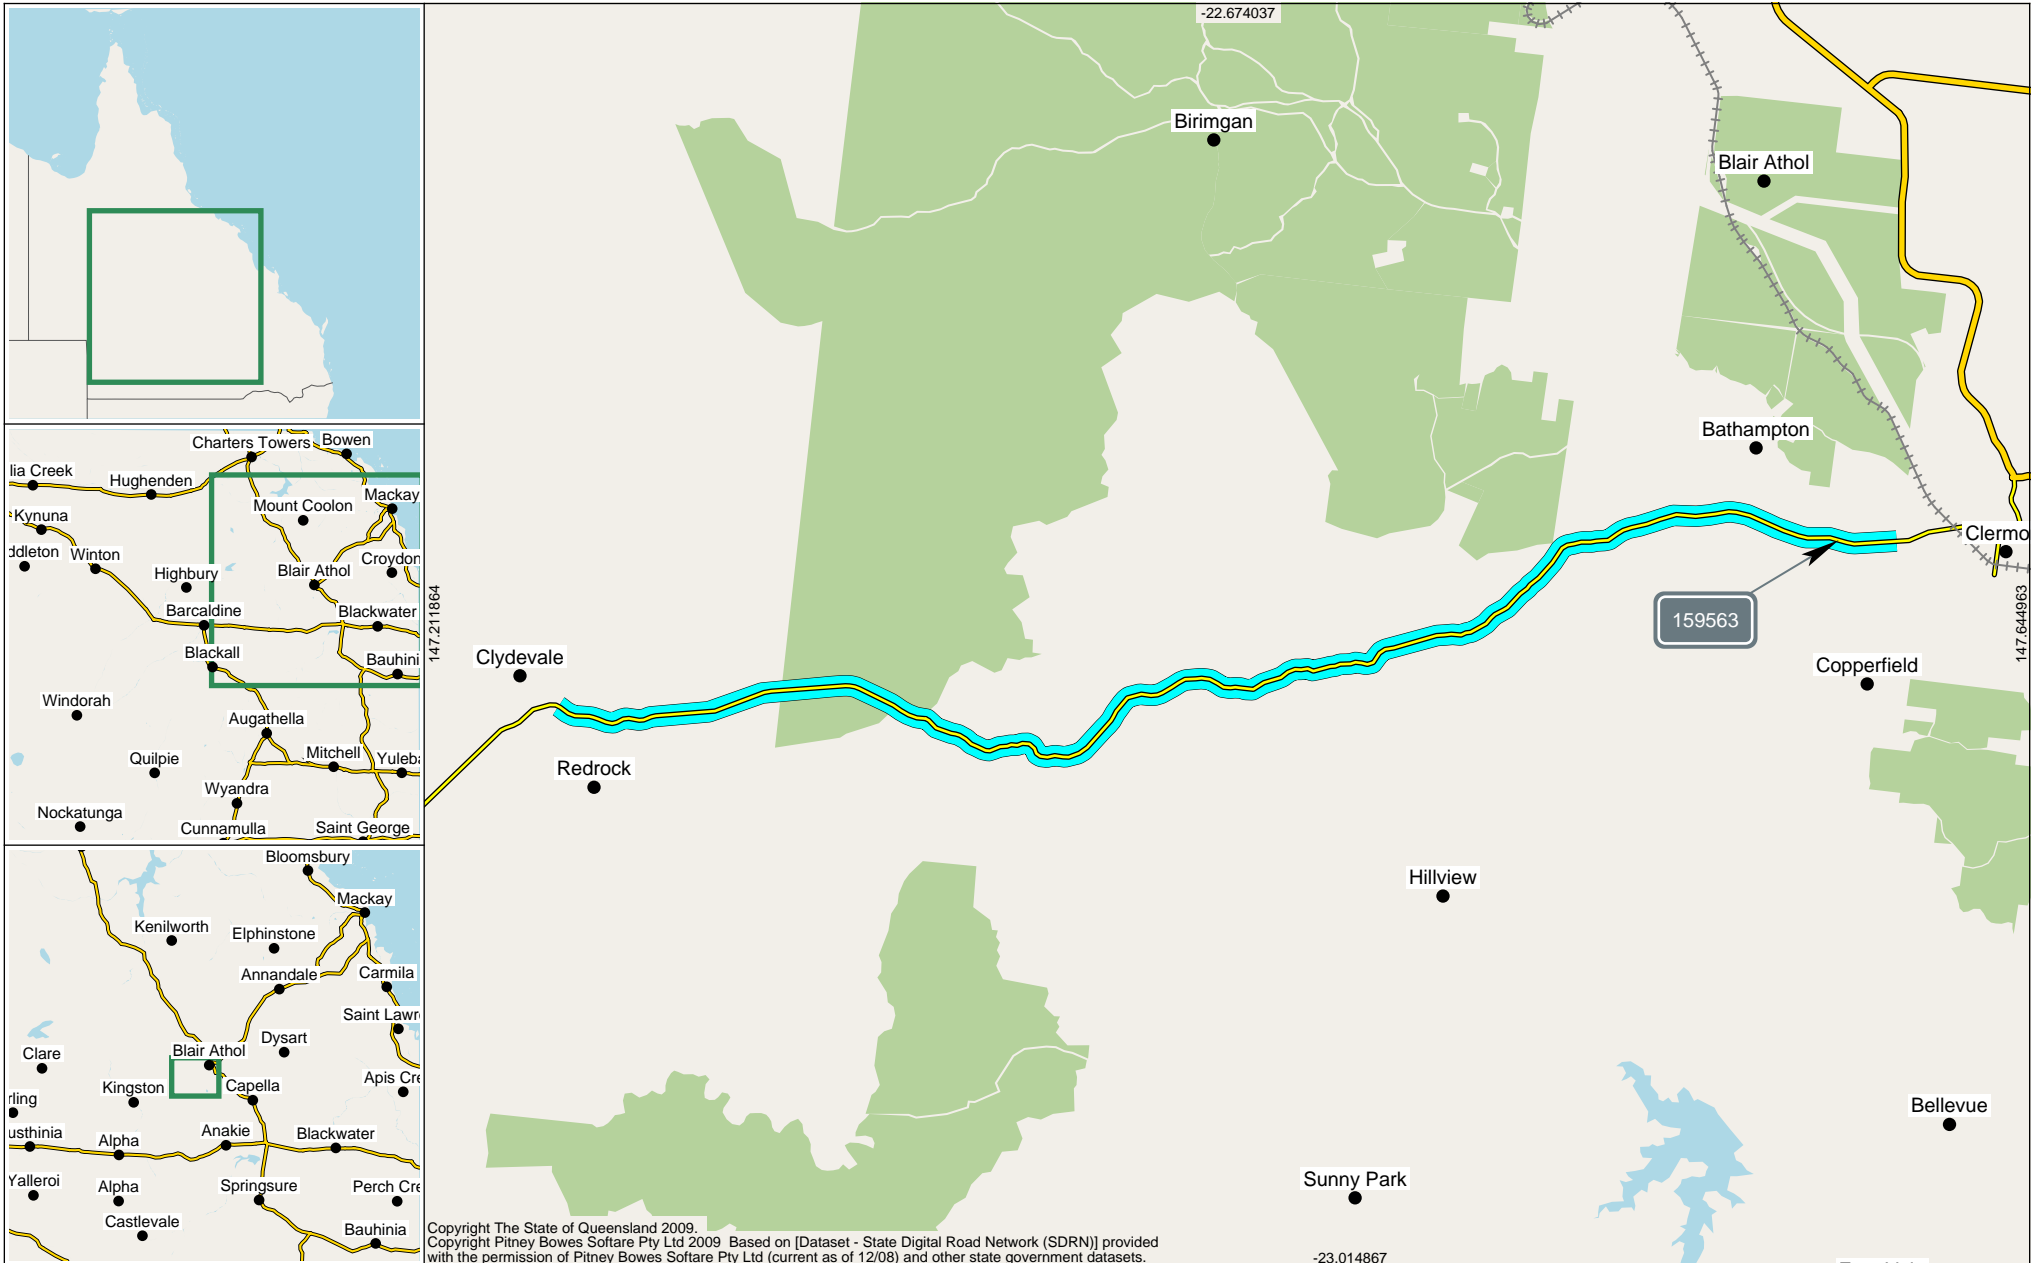 Charters Towers
Bowen
lia Creek
Hughenden
Mackay
Mount Coolon
Kynuna
ddleton
Winton
Croydon
Highbury
Blair Athol
Barcaldine
Blackwater
Blackall
Bauhini
Windorah
Augathella
Quilpie
Mitchell
Yuleba
Wyandra
Nockatunga
Cunnamulla
Saint George
Bloomsbury
Mackay
Kenilworth
Elphinstone
Annandale
Carmila
Saint Lawr
Dysart
Clare
Blair Athol
Kingston
Capella
Apis Cre
rling
usthinia
Alpha
Anakie
Blackwater
Yalleroi
Alpha
Springsure
Perch Cre
Castlevale
Bauhinia
-22.674037
Birimgan
Blair Athol
Bathampton
Clermo
147.211864
147.644963
159563
Clydevale
Copperfield
Redrock
Hillview
Bellevue
Sunny Park
Copyright The State of Queensland 2009.
Copyright Pitney Bowes Softare Pty Ltd 2009 Based on [Dataset - State Digital Road Network (SDRN)] provided
with the permission of Pitney Bowes Softare Pty Ltd (current as of 12/08) and other state government datasets.
-23.014867